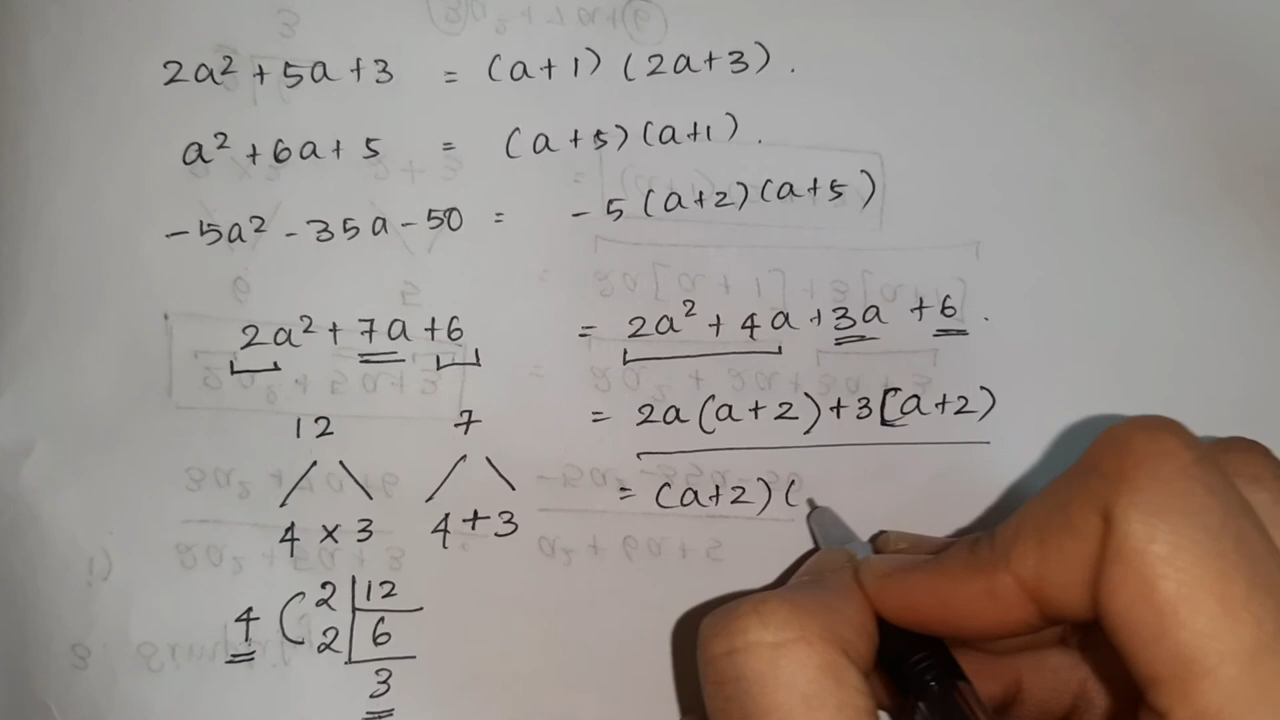 2a² + 5a + 3 = (a+1) (2a+3).
a² + 6a + 5 = (a+5) (a+1).
-5a² - 35a - 50 = -5 (a+2) (a+5)
2a² + 7a + 6 = 2a² + 4a + 3a + 6.
= 2a(a+2) + 3[a+2)
12 7
= (a+2) (
4 × 3 4 + 3
2 12
4 ( 2 6
3